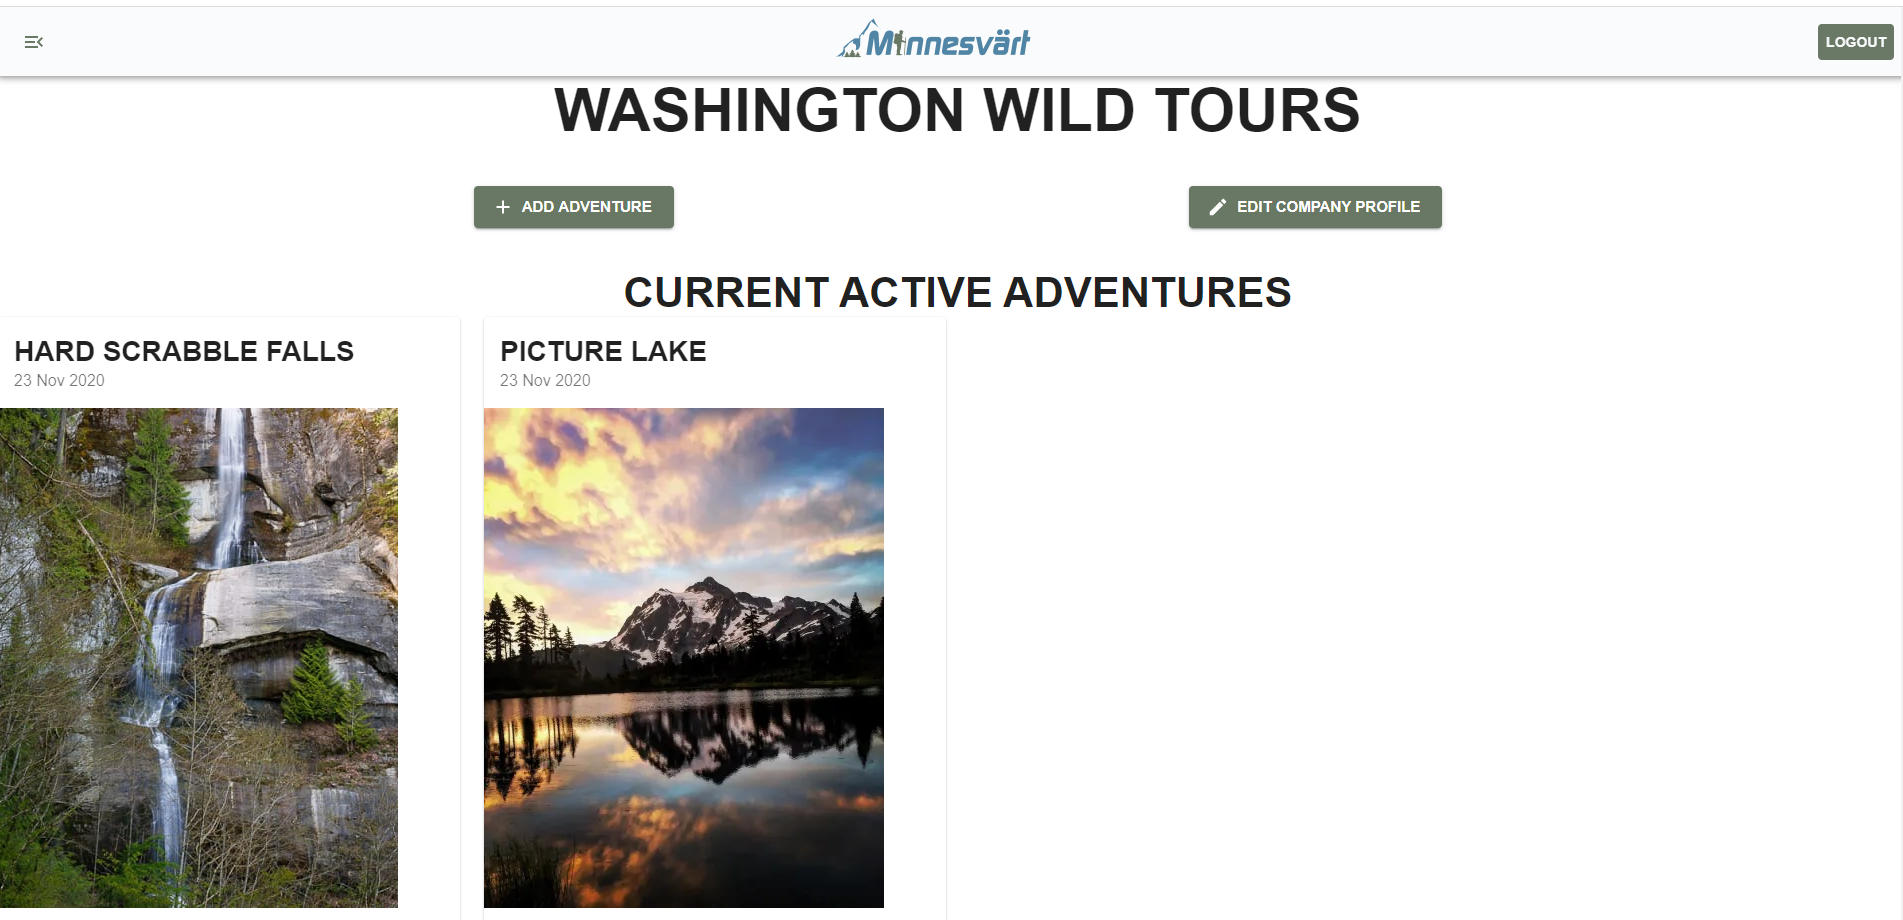 Minnesvärt
LOGOUT
WASHINGTON WILD TOURS
ADD ADVENTURE
EDIT COMPANY PROFILE
CURRENT ACTIVE ADVENTURES
HARD SCRABBLE FALLS
23 Nov 2020
PICTURE LAKE
23 Nov 2020